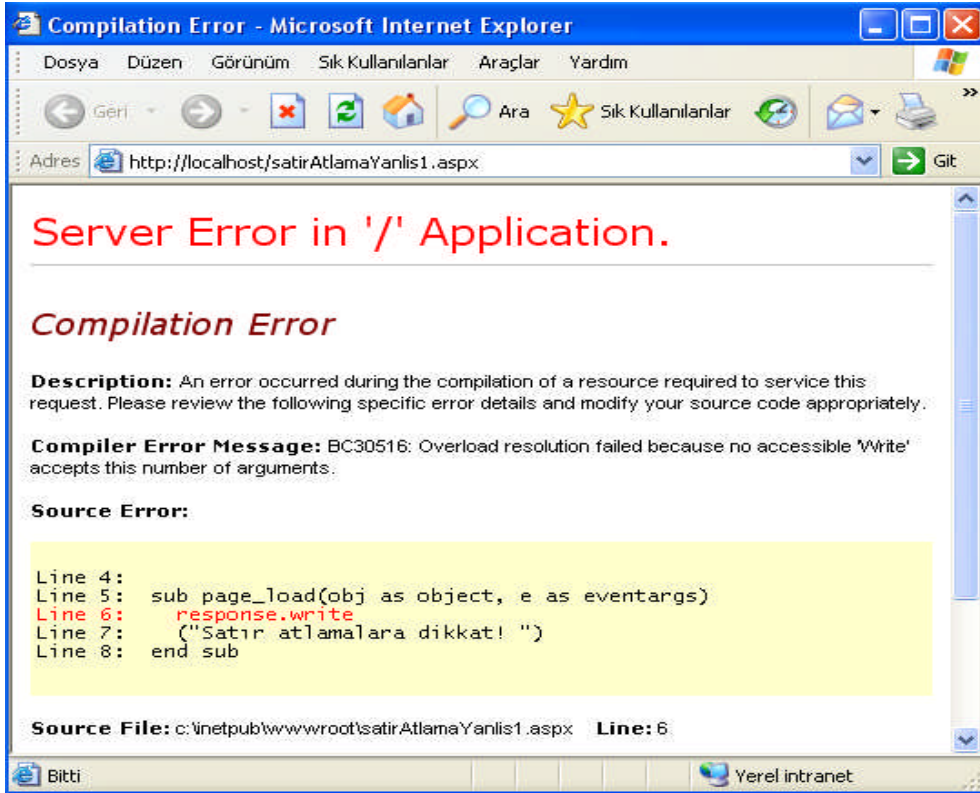 Compilation Error - Microsoft Internet Explorer
Dosya Düzen Görünüm Sık Kullanılanlar Araçlar Yardım
Geri Ara Sık Kullanılanlar »
Adres http://localhost/satirAtlamaYanlis1.aspx Git
Server Error in '/' Application.
Compilation Error
Description: An error occurred during the compilation of a resource required to service this
request. Please review the following specific error details and modify your source code appropriately.
Compiler Error Message: BC30516: Overload resolution failed because no accessible 'Write'
accepts this number of arguments.
Source Error:
Line 4:
Line 5: sub page_load(obj as object, e as eventargs)
Line 6: response.write
Line 7: ("Satır atlamalara dikkat! ")
Line 8: end sub
Source File: c:\inetpub\wwwroot\satirAtlamaYanlis1.aspx Line: 6
Bitti Yerel intranet